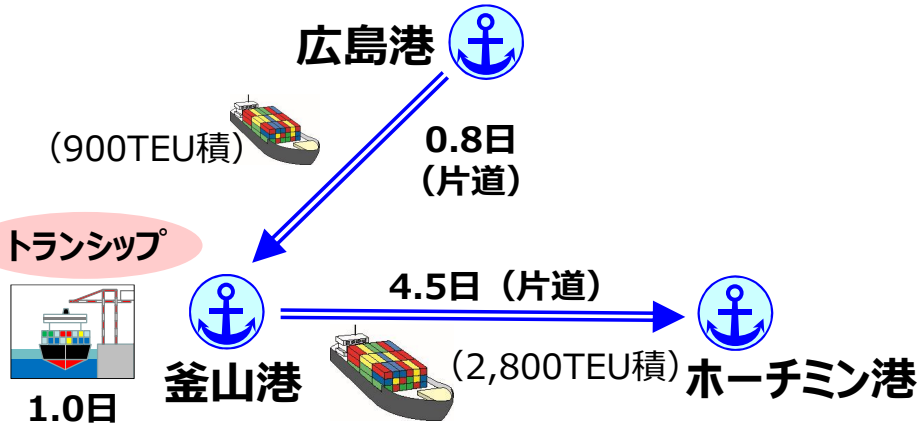 広島港
（900TEU積）
0.8日
（片道）
トランシップ
4.5日（片道）
（2,800TEU積）
釜山港
ホーチミン港
1.0日